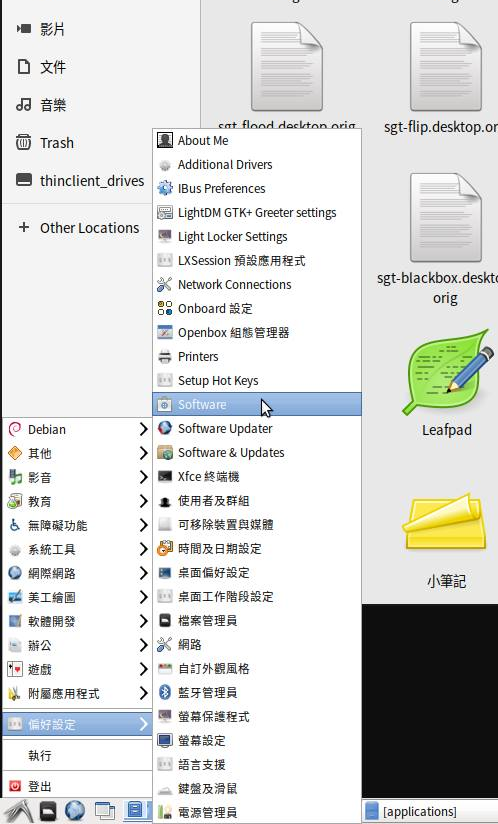 影片
文件
音樂
Trash
thinclient_drives
Other Locations
sgt-flood.desktop.orig
sgt-flip.desktop.or
sgt-blackbox.deskto
orig
Leafpad
小筆記
About Me
Additional Drivers
IBus Preferences
LightDM GTK+ Greeter settings
Light Locker Settings
LXSession 預設應用程式
Network Connections
Onboard 設定
Openbox 組態管理器
Printers
Setup Hot Keys
Software
Software Updater
Software & Updates
Xfce 終端機
使用者及群組
可移除裝置與媒體
時間及日期設定
桌面偏好設定
桌面工作階段設定
檔案管理員
網路
自訂外觀風格
藍牙管理員
螢幕保護程式
螢幕設定
語言支援
鍵盤及滑鼠
電源管理員
Debian
其他
影音
教育
無障礙功能
系統工具
網際網路
美工繪圖
軟體開發
辦公
遊戲
附屬應用程式
偏好設定
執行
登出
[applications]